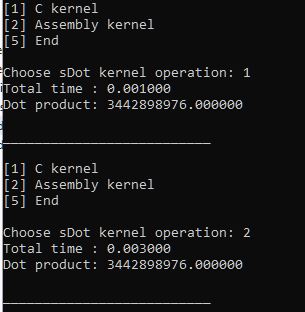 [1] C kernel
[2] Assembly kernel
[5] End
Choose sDot kernel operation: 1
Total time : 0.001000
Dot product: 3442898976.000000
__________________________
[1] C kernel
[2] Assembly kernel
[5] End
Choose sDot kernel operation: 2
Total time : 0.003000
Dot product: 3442898976.000000
__________________________